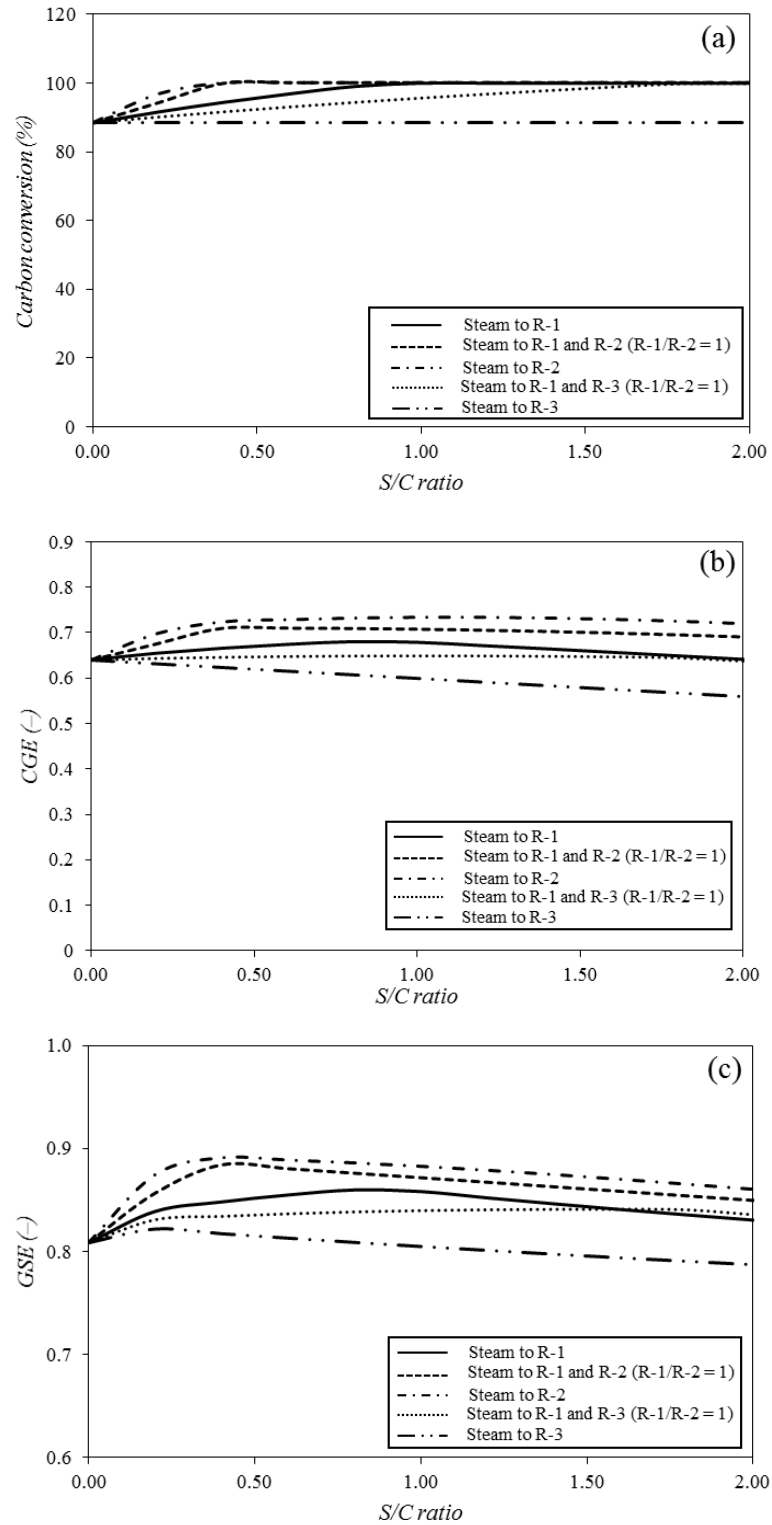 (a)
120
100
80
60
40
20
0
Carbon conversion (%)
Steam to R-1
Steam to R-1 and R-2 (R-1/R-2 = 1)
Steam to R-2
Steam to R-1 and R-3 (R-1/R-2 = 1)
Steam to R-3
0.00 0.50 1.00 1.50 2.00
S/C ratio
(b)
0.9
0.8
0.7
0.6
0.5
0.4
0.3
0.2
0.1
0
CGE (–)
Steam to R-1
Steam to R-1 and R-2 (R-1/R-2 = 1)
Steam to R-2
Steam to R-1 and R-3 (R-1/R-2 = 1)
Steam to R-3
0.00 0.50 1.00 1.50 2.00
S/C ratio
(c)
1.0
0.9
0.8
0.7
0.6
GSE (–)
Steam to R-1
Steam to R-1 and R-2 (R-1/R-2 = 1)
Steam to R-2
Steam to R-1 and R-3 (R-1/R-2 = 1)
Steam to R-3
0.00 0.50 1.00 1.50 2.00
S/C ratio